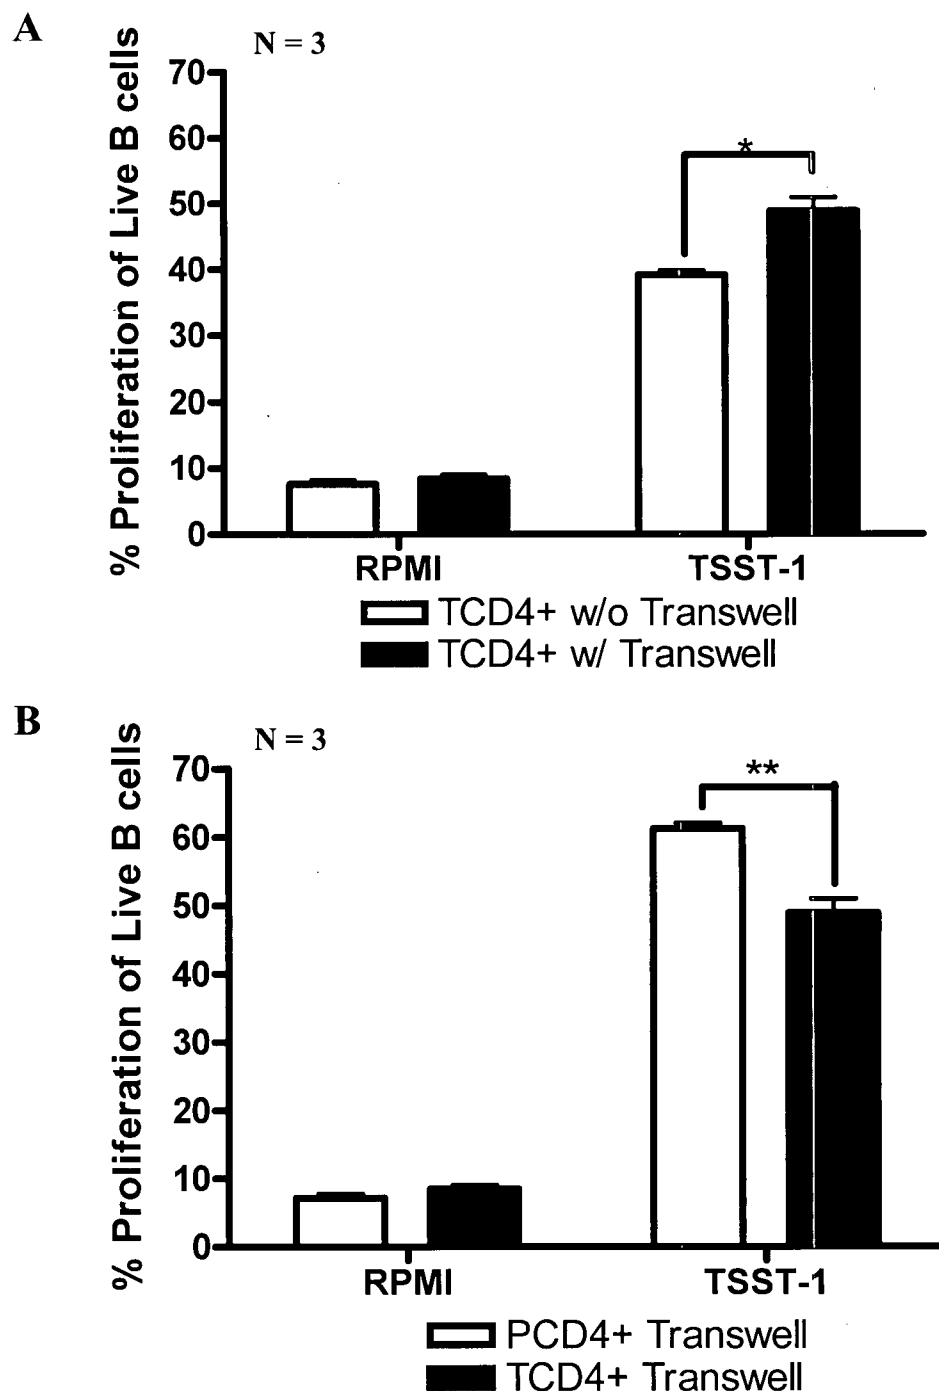 A
N = 3
% Proliferation of Live B cells
70
60
50
40
30
20
10
0
*
RPMI
TSST-1
TCD4+ w/o Transwell
TCD4+ w/ Transwell
B
N = 3
% Proliferation of Live B cells
70
60
50
40
30
20
10
0
**
RPMI
TSST-1
PCD4+ Transwell
TCD4+ Transwell